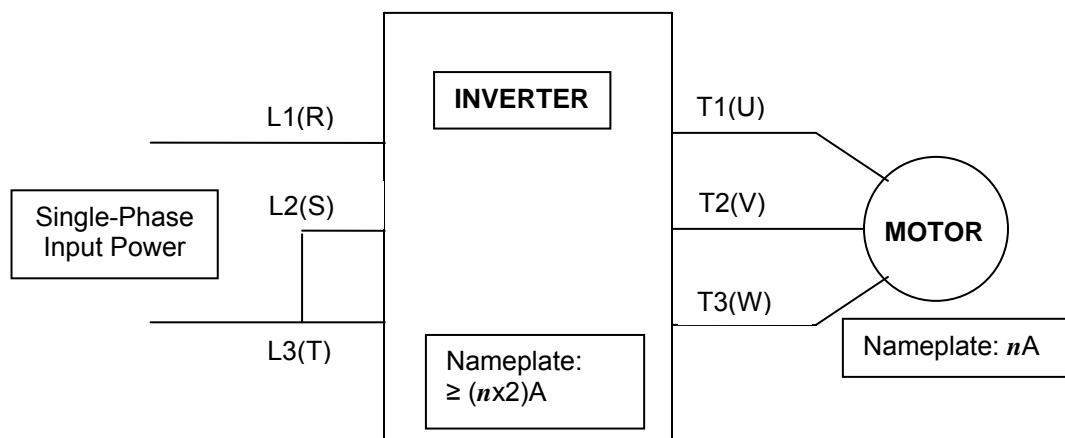 INVERTER
L1(R)
T1(U)
L2(S)
T2(V)
Single-Phase
Input Power
MOTOR
T3(W)
L3(T)
Nameplate:
≥ (nx2)A
Nameplate: nA